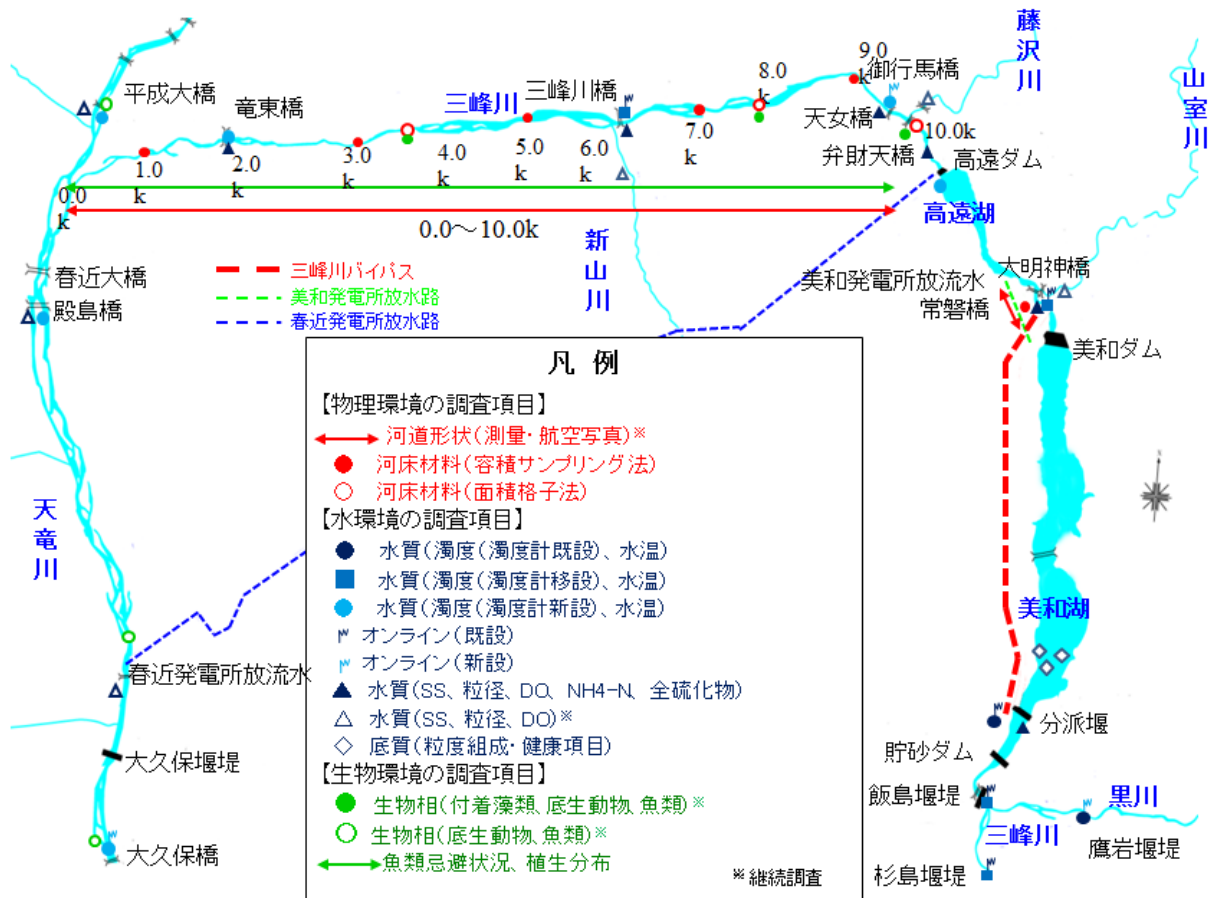 藤沢川
山室川
平成大橋
竜東橋
三峰川
三峰川橋
8.0
k
9.0
k
御行馬橋
天女橋
10.0k
弁財天橋
高遠ダム
高遠湖
0.0
k
1.0
k
2.0
k
3.0
k
4.0
k
5.0
k
6.0
k
7.0
k
0.0～10.0k
新山川
春近大橋
殿島橋
三峰川バイパス
美和発電所放水路
春近発電所放水路
大明神橋
美和発電所放流水
常磐橋
美和ダム
天竜川
美和湖
春近発電所放流水
大久保堰堤
大久保橋
分派堰
貯砂ダム
飯島堰堤
黒川
三峰川
鷹岩堰堤
杉島堰堤
凡 例
【物理環境の調査項目】
河道形状(測量・航空写真)※
河床材料(容積サンプリング法)
河床材料(面積格子法)
【水環境の調査項目】
水質(濁度(濁度計既設)、水温)
水質(濁度(濁度計移設)、水温)
水質(濁度(濁度計新設)、水温)
オンライン(既設)
オンライン(新設)
水質(SS、粒径、DO、NH4-N、全硫化物)
水質(SS、粒径、DO)※
底質(粒度組成・健康項目)
【生物環境の調査項目】
生物相(付着藻類、底生動物、魚類)※
生物相(底生動物、魚類)※
魚類忌避状況、植生分布
※継続調査